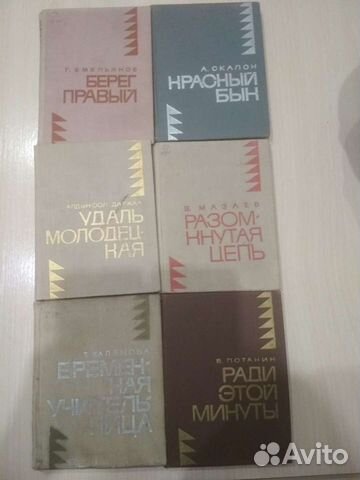 Г. ЕМЕЛЬЯНОВ
БЕРЕГ
ПРАВЫЙ
А. СКАЛОН
КРАСНЫЙ
БЫК
УДАЛЬ
МОЛОДЕЦ-
КАЯ
В. МАЗАЕВ
РАЗОМ-
КНУТАЯ
ЦЕПЬ
ВРЕМЕН-
НАЯ
УЧИТЕЛЬ-
НИЦА
В. ПОТАНИН
РАДИ
ЭТОЙ
МИНУТЫ
Avito